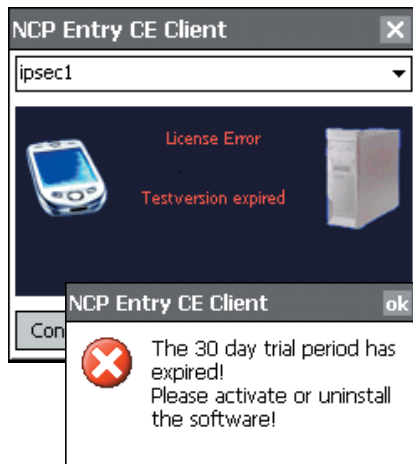 NCP Entry CE Client
ipsec1
License Error
Testversion expired
NCP Entry CE Client ok
Con
The 30 day trial period has
expired!
Please activate or uninstall
the software!